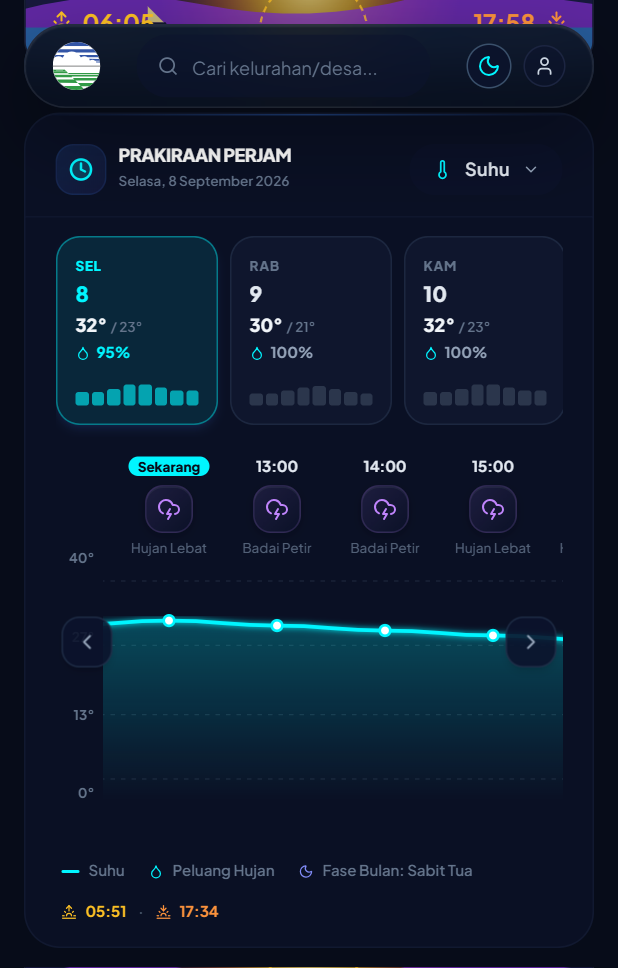 06:05
17:58
Cari kelurahan/desa...
PRAKIRAAN PERJAM
Selasa, 8 September 2026
Suhu
SEL
8
32° / 23°
95%
RAB
9
30° / 21°
100%
KAM
10
32° / 23°
100%
Sekarang
13:00
14:00
15:00
Hujan Lebat
Badai Petir
Badai Petir
Hujan Lebat
40°
13°
0°
Suhu
Peluang Hujan
Fase Bulan: Sabit Tua
05:51 · 17:34